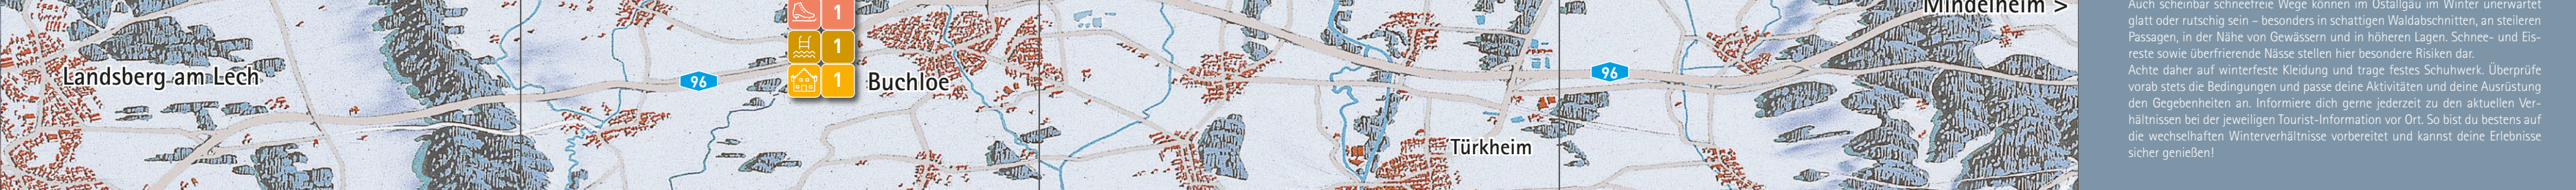 1
1
1
Landsberg am Lech
96
Buchloe
Türkheim
96
Mindelheim >
Auch scheinbar schneefreie Wege können im Ostallgäu im Winter unerwartet
glatt oder rutschig sein – besonders in schattigen Waldabschnitten, an steileren
Passagen, in der Nähe von Gewässern und in höheren Lagen. Schnee- und Eis-
reste sowie überfrierende Nässe stellen hier besondere Risiken dar.
Achte daher auf winterfeste Kleidung und trage festes Schuhwerk. Überprüfe
vorab stets die Bedingungen und passe deine Aktivitäten und deine Ausrüstung
den Gegebenheiten an. Informiere dich gerne jederzeit zu den aktuellen Ver-
hältnissen bei der jeweiligen Tourist-Information vor Ort. So bist du bestens auf
die wechselhaften Winterverhältnisse vorbereitet und kannst deine Erlebnisse
sicher genießen!